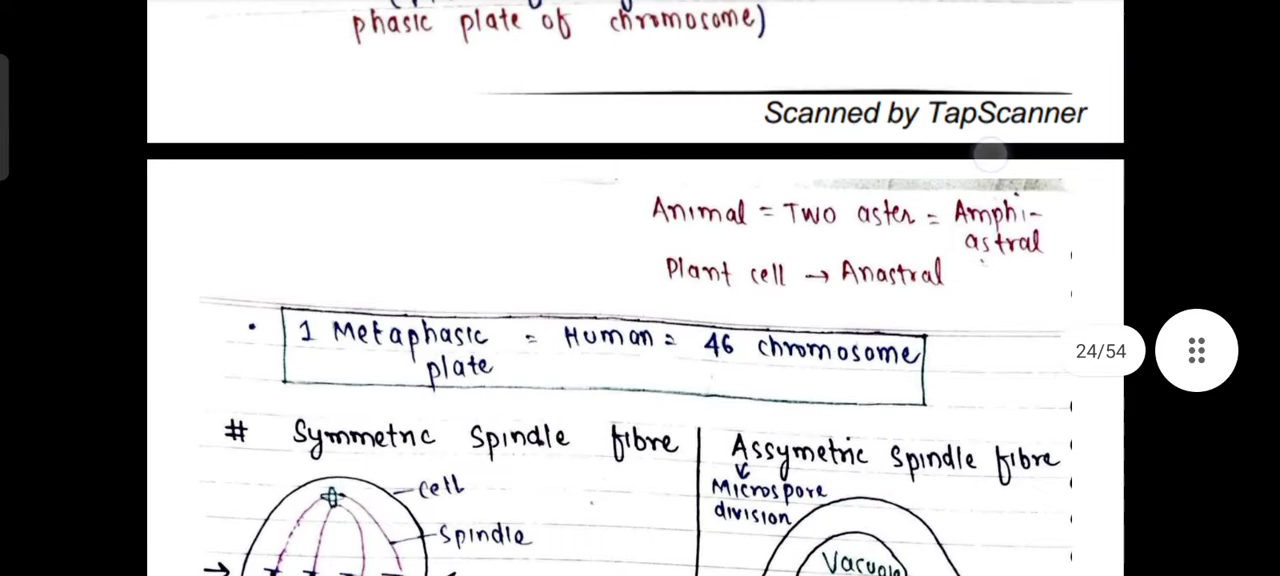 phasic plate of chromosome)
Scanned by TapScanner
Animal = Two aster = Amphi-
astral
Plant cell → Anastral
24/54
• 1 Metaphasic = Human = 46 chromosome
plate
# Symmetric Spindle fibre
Assymetric Spindle fibre
Microspore
division
cell
Spindle
Vacuole